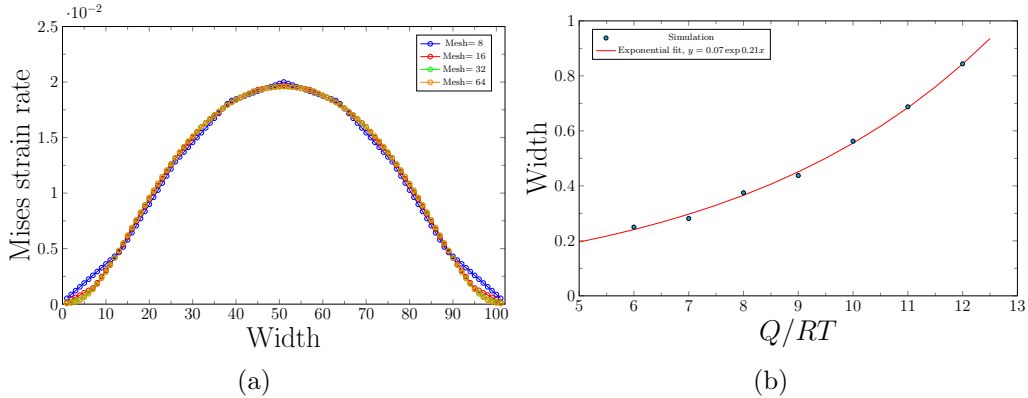 ·10⁻²
2.5
2
1.5
1
0.5
0
0 10 20 30 40 50 60 70 80 90 100
Mises strain rate
Width
Mesh= 8
Mesh= 16
Mesh= 32
Mesh= 64
(a)
1
0.8
0.6
0.4
0.2
0
5 6 7 8 9 10 11 12 13
Width
Q/RT
Simulation
Exponential fit, y = 0.07 exp 0.21x
(b)